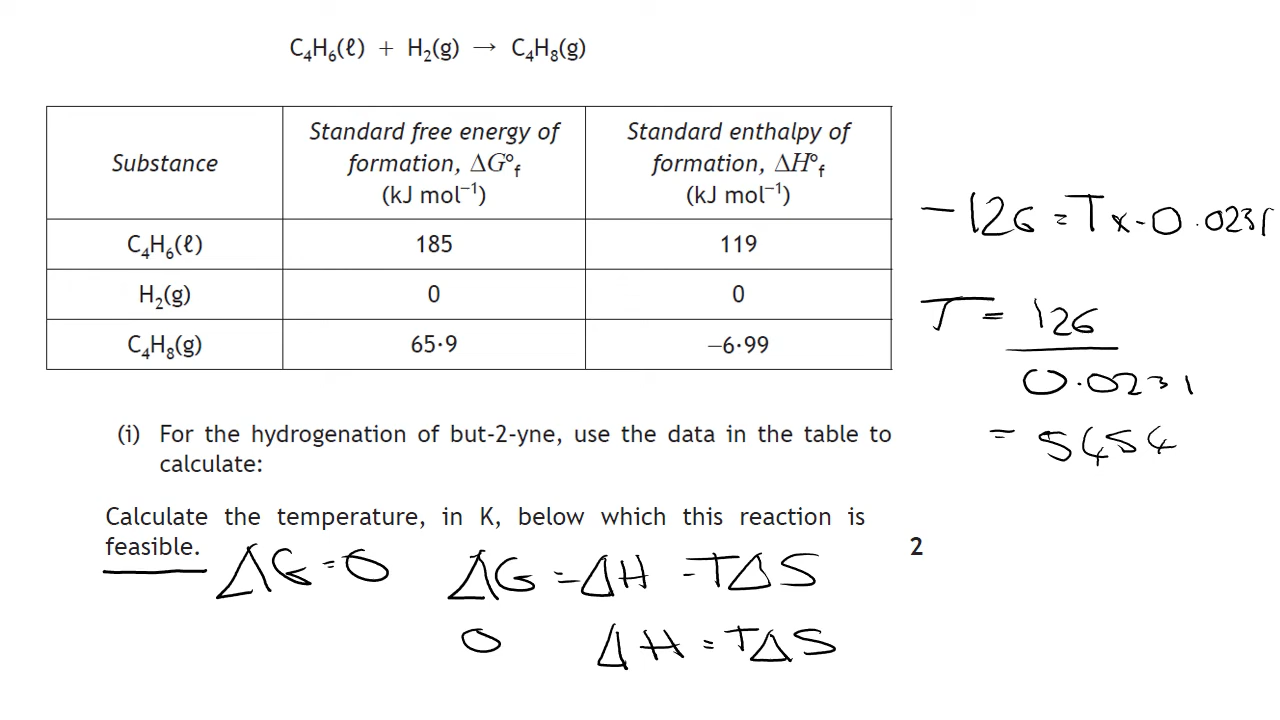 C₄H₆(ℓ) + H₂(g) → C₄H₈(g)
Substance
Standard free energy of
formation, ΔG°f
(kJ mol⁻¹)
Standard enthalpy of
formation, ΔH°f
(kJ mol⁻¹)
C₄H₆(ℓ) 185 119
H₂(g) 0 0
C₄H₈(g) 65·9 −6·99
-126 = T x -0.0231
T = 126
0.0231
= 5454
(i) For the hydrogenation of but-2-yne, use the data in the table to
calculate:
Calculate the temperature, in K, below which this reaction is
feasible. 2
ΔG = 0 ΔG = ΔH - TΔS
0 ΔH = TΔS